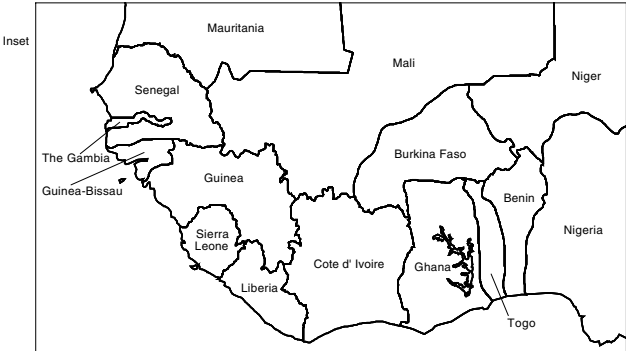 Inset
Mauritania
Mali
Niger
Senegal
The Gambia
Guinea-Bissau
Guinea
Burkina Faso
Benin
Nigeria
Sierra
Leone
Liberia
Cote d' Ivoire
Ghana
Togo